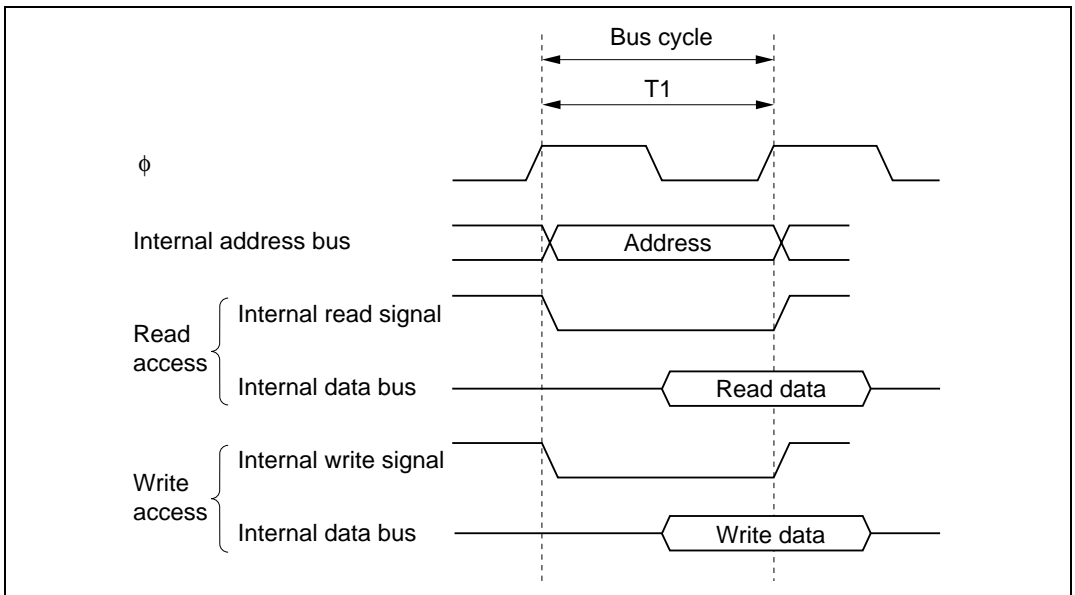 Bus cycle
T1
ϕ
Internal address bus
Address
Read
access
Internal read signal
Internal data bus
Read data
Write
access
Internal write signal
Internal data bus
Write data